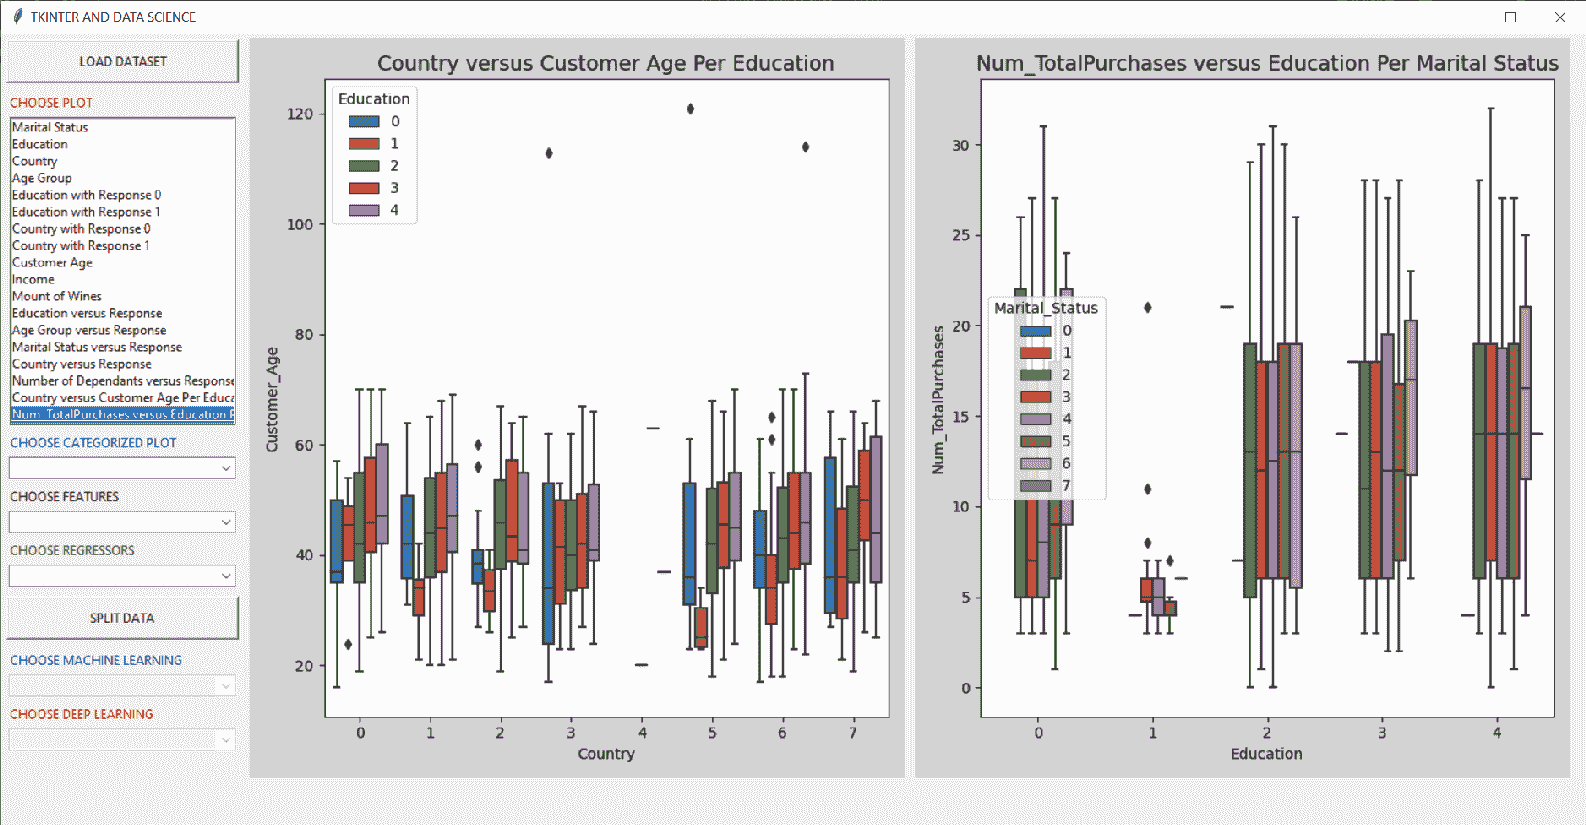 TKINTER AND DATA SCIENCE
LOAD DATASET
CHOOSE PLOT
Marital Status
Education
Country
Age Group
Education with Response 0
Education with Response 1
Country with Response 0
Country with Response 1
Customer Age
Income
Mount of Wines
Education versus Response
Age Group versus Response
Marital Status versus Response
Country versus Response
Number of Dependants versus Response
Country versus Customer Age Per Educa
Num_TotalPurchases versus Education P
CHOOSE CATEGORIZED PLOT
CHOOSE FEATURES
CHOOSE REGRESSORS
SPLIT DATA
CHOOSE MACHINE LEARNING
CHOOSE DEEP LEARNING
Country versus Customer Age Per Education
Education
0
1
2
3
4
120
100
80
60
40
20
Customer_Age
0 1 2 3 4 5 6 7
Country
Num_TotalPurchases versus Education Per Marital Status
Marital_Status
0
1
2
3
4
5
6
7
30
25
20
15
10
5
0
Num_TotalPurchases
0 1 2 3 4
Education